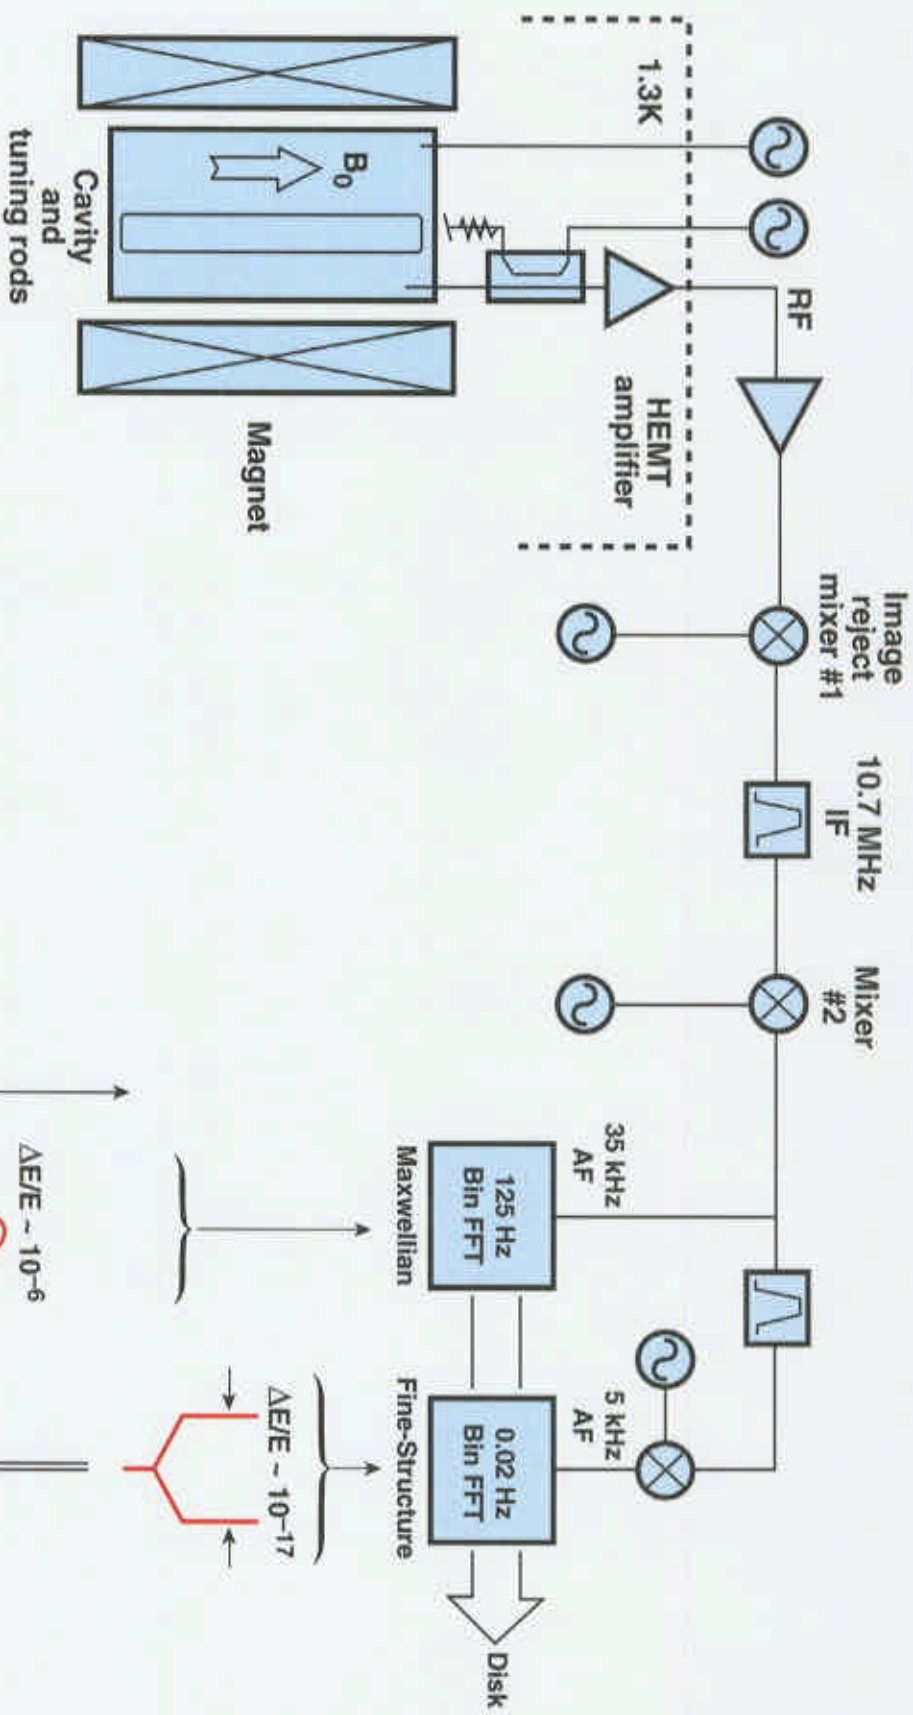 Image
reject
mixer #1
10.7 MHz
IF
Mixer
#2
RF
1.3K
HEMT
amplifier
B0
Cavity
and
tuning rods
Magnet
35 kHz
AF
5 kHz
AF
125 Hz
Bin FFT
0.02 Hz
Bin FFT
Maxwellian
Fine-Structure
Disk
ΔE/E ~ 10–17
ΔE/E ~ 10–6